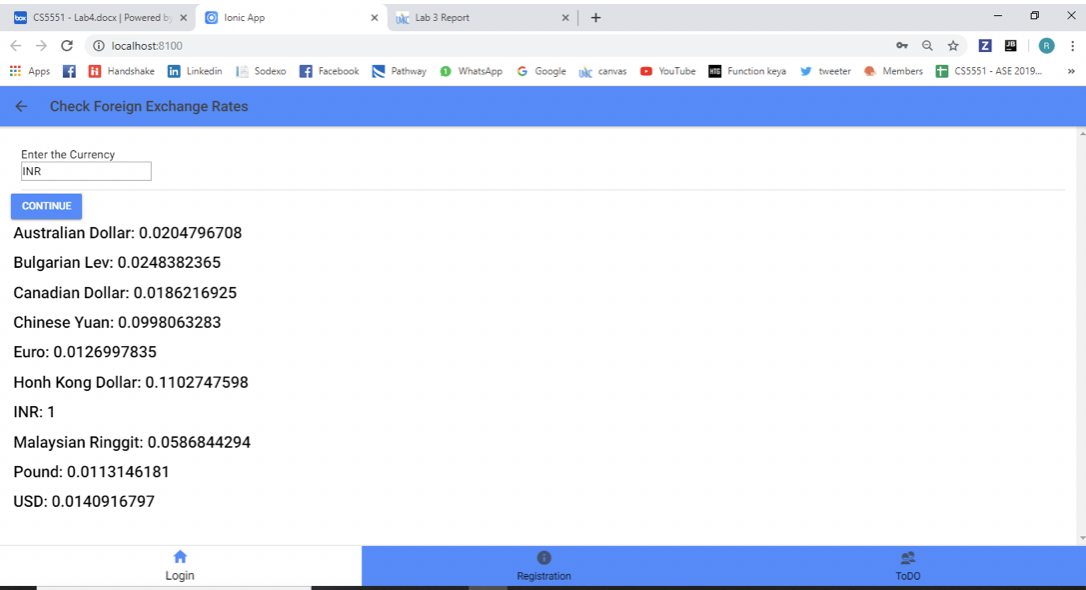 CS5551 - Lab4.docx | Powered by
Ionic App
Lab 3 Report
localhost:8100
Apps Handshake Linkedin Sodexo Facebook Pathway WhatsApp Google canvas YouTube Function keya tweeter Members CS5551 - ASE 2019... »
Check Foreign Exchange Rates
Enter the Currency
INR
CONTINUE
Australian Dollar: 0.0204796708
Bulgarian Lev: 0.0248382365
Canadian Dollar: 0.0186216925
Chinese Yuan: 0.0998063283
Euro: 0.0126997835
Honh Kong Dollar: 0.1102747598
INR: 1
Malaysian Ringgit: 0.0586844294
Pound: 0.0113146181
USD: 0.0140916797
Login Registration ToDO